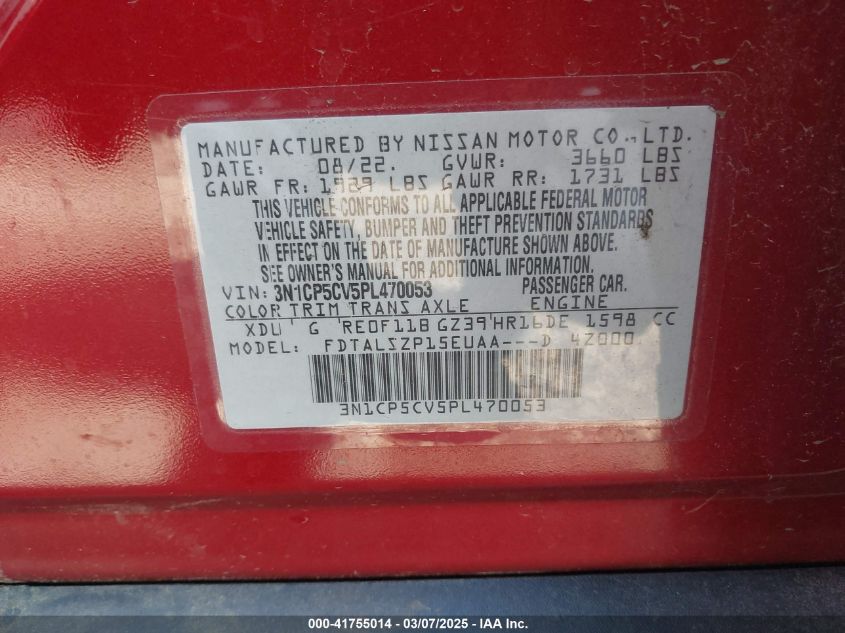 MANUFACTURED BY NISSAN MOTOR CO., LTD.
DATE: 08/22. GVWR: 3660 LBS
GAWR FR: 1929 LBS GAWR RR: 1731 LBS
THIS VEHICLE CONFORMS TO ALL APPLICABLE FEDERAL MOTOR
VEHICLE SAFETY, BUMPER AND THEFT PREVENTION STANDARDS
IN EFFECT ON THE DATE OF MANUFACTURE SHOWN ABOVE.
SEE OWNER'S MANUAL FOR ADDITIONAL INFORMATION.
VIN: 3N1CP5CV5PL470053 PASSENGER CAR.
COLOR TRIM TRANS AXLE ENGINE
XDU G RE0F11B GZ39 HR16DE 1598 CC
MODEL: FDTALSZP15EUAA---D 4Z000
3N1CP5CV5PL470053
000-41755014 — 03/07/2025 — IAA Inc.